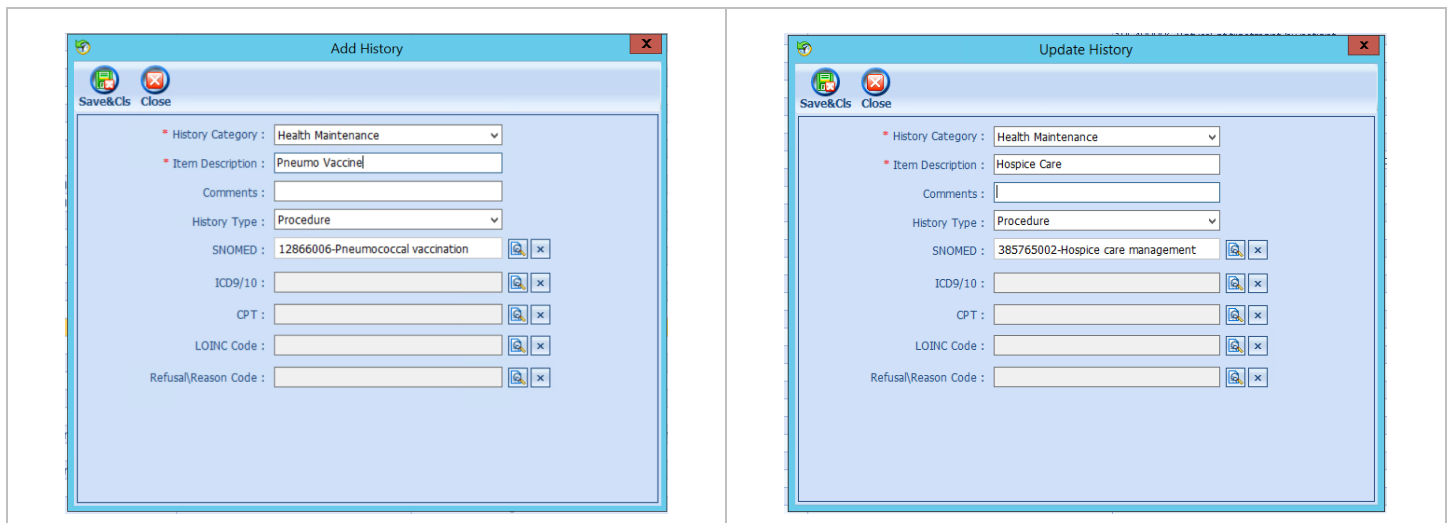 Add History
X
Save&Cls Close
* History Category : Health Maintenance
* Item Description : Pneumo Vaccine
Comments :
History Type : Procedure
SNOMED : 12866006-Pneumococcal vaccination
ICD9/10 :
CPT :
LOINC Code :
Refusal\Reason Code :
Update History
X
Save&Cls Close
* History Category : Health Maintenance
* Item Description : Hospice Care
Comments :
History Type : Procedure
SNOMED : 385765002-Hospice care management
ICD9/10 :
CPT :
LOINC Code :
Refusal\Reason Code :